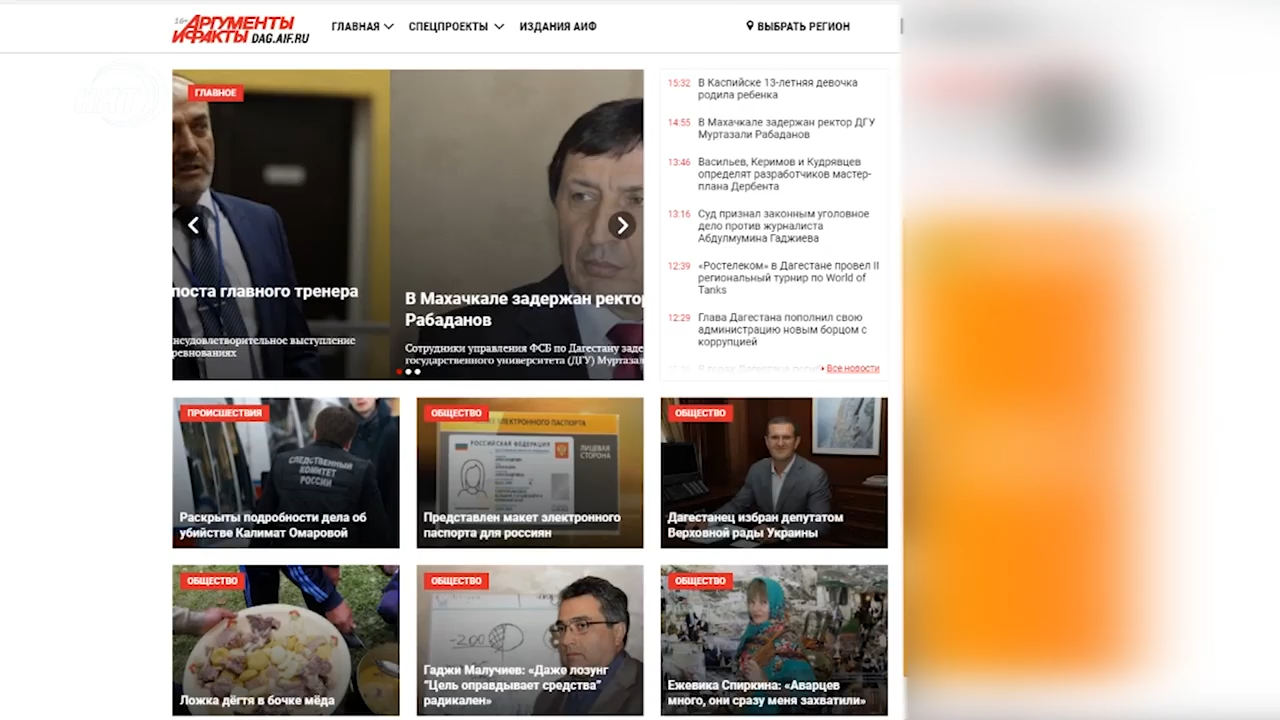 16+
АРГУМЕНТЫ
И ФАКТЫ DAG.AIF.RU
ГЛАВНАЯ
СПЕЦПРОЕКТЫ
ИЗДАНИЯ АИФ
ВЫБРАТЬ РЕГИОН
ГЛАВНОЕ
поста главного тренера
нсудовлетворительное выступление
ревнованиях
В Махачкале задержан ректор
Рабаданов
Сотрудники управления ФСБ по Дагестану заде
государственного университета (ДГУ) Муртазал
15:32 В Каспийске 13-летняя девочка
родила ребенка
14:55 В Махачкале задержан ректор ДГУ
Муртазали Рабаданов
13:46 Васильев, Керимов и Кудрявцев
определят разработчиков мастер-
плана Дербента
13:16 Суд признал законным уголовное
дело против журналиста
Абдулмумина Гаджиева
12:39 «Ростелеком» в Дагестане провел II
региональный турнир по World of
Tanks
12:29 Глава Дагестана пополнил свою
администрацию новым борцом с
коррупцией
Все новости
ПРОИСШЕСТВИЯ
СЛЕДСТВЕННЫЙ
КОМИТЕТ
РОССИИ
Раскрыты подробности дела об
убийстве Калимат Омаровой
ОБЩЕСТВО
ЭЛЕКТРОННОГО ПАСПОРТА
РОССИЙСКАЯ ФЕДЕРАЦИЯ
ЛИЦЕВАЯ
СТОРОНА
Представлен макет электронного
паспорта для россиян
ОБЩЕСТВО
Дагестанец избран депутатом
Верховной рады Украины
ОБЩЕСТВО
Ложка дёгтя в бочке мёда
ОБЩЕСТВО
-200
Гаджи Малучиев: «Даже лозунг
"Цель оправдывает средства"
радикален»
ОБЩЕСТВО
Ежевика Спиркина: «Аварцев
много, они сразу меня захватили»